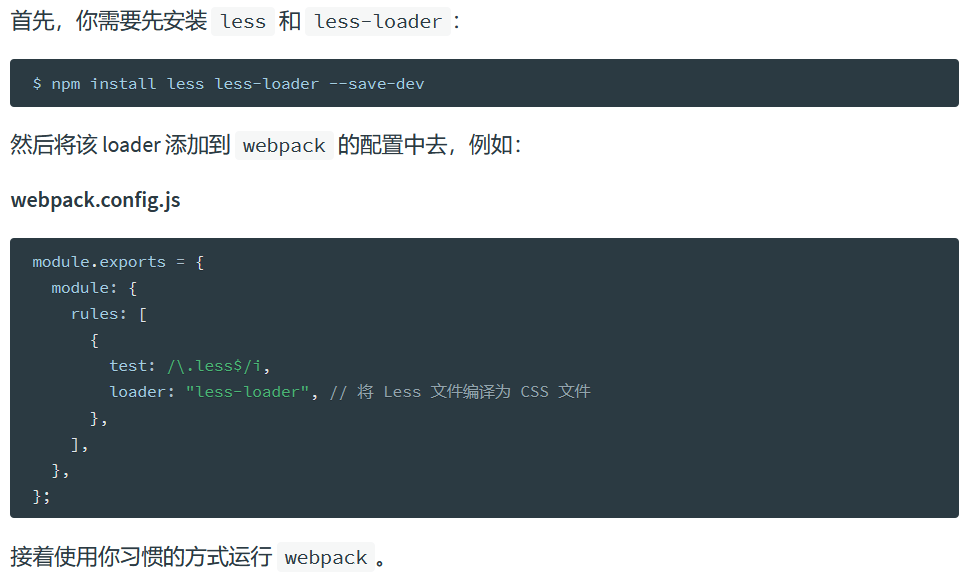 首先，你需要先安装 less 和 less-loader：
$ npm install less less-loader --save-dev
然后将该 loader 添加到 webpack 的配置中去，例如：
webpack.config.js
module.exports = {
  module: {
    rules: [
      {
        test: /\.less$/i,
        loader: "less-loader", // 将 Less 文件编译为 CSS 文件
      },
    ],
  },
};
接着使用你习惯的方式运行 webpack 。